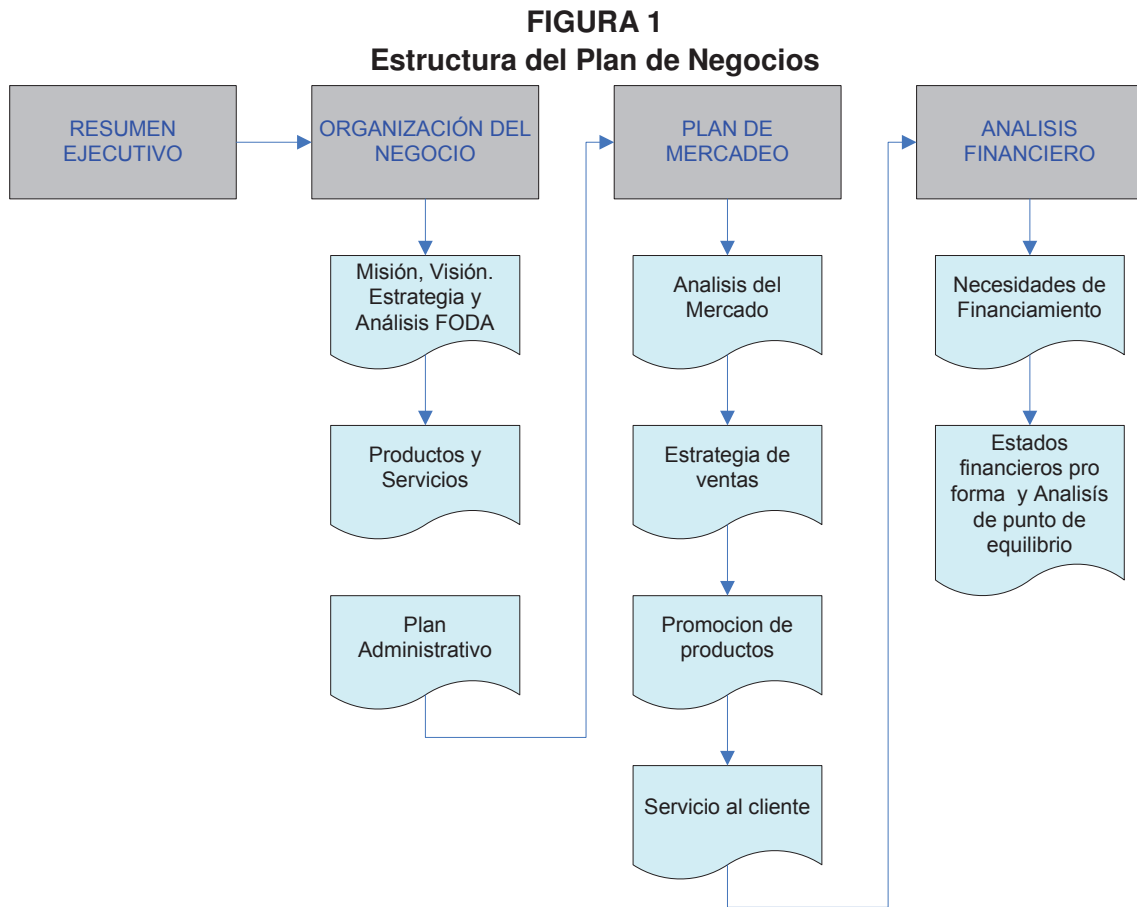 FIGURA 1
Estructura del Plan de Negocios
RESUMEN
EJECUTIVO
ORGANIZACIÓN DEL
NEGOCIO
PLAN DE
MERCADEO
ANALISIS
FINANCIERO
Misión, Visión.
Estrategia y
Análisis FODA
Productos y
Servicios
Plan
Administrativo
Analisis del
Mercado
Estrategia de
ventas
Promocion de
productos
Servicio al cliente
Necesidades de
Financiamiento
Estados
financieros pro
forma y Analisís
de punto de
equilibrio